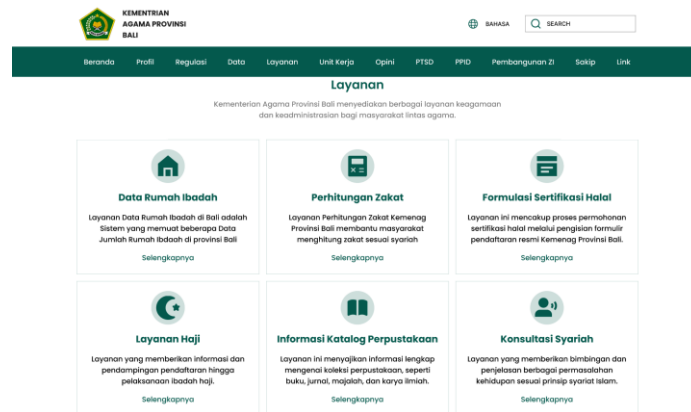 KEMENTRIAN
AGAMA PROVINSI
BALI
BAHASA
SEARCH
Beranda Profil Regulasi Data Layanan Unit Kerja Opini PTSD PPID Pembangunan ZI Sakip Link
Layanan
Kementerian Agama Provinsi Bali menyediakan berbagai layanan keagamaan
dan keadministrasian bagi masyarakat lintas agama.
Data Rumah Ibadah
Layanan Data Rumah Ibadah di Bali adalah
Sistem yang memuat beberapa Data
Jumlah Rumah Ibdaah di provinsi Bali
Selengkapnya
Perhitungan Zakat
Layanan Perhitungan Zakat Kemenag
Provinsi Bali membantu masyarakat
menghitung zakat sesuai syariah
Selengkapnya
Formulasi Sertifikasi Halal
Layanan ini mencakup proses permohonan
sertifikasi halal melalui pengisian formulir
pendaftaran resmi Kemenag Provinsi Bali.
Selengkapnya
Layanan Haji
Layanan yang memberikan informasi dan
pendampingan pendaftaran hingga
pelaksanaan ibadah haji.
Selengkapnya
Informasi Katalog Perpustakaan
Layanan ini menyajikan informasi lengkap
mengenai koleksi perpustakaan, seperti
buku, jurnal, majalah, dan karya ilmiah.
Selengkapnya
Konsultasi Syariah
Layanan yang memberikan bimbingan dan
penjelasan berbagai permasalahan
kehidupan sesuai prinsip syariat Islam.
Selengkapnya